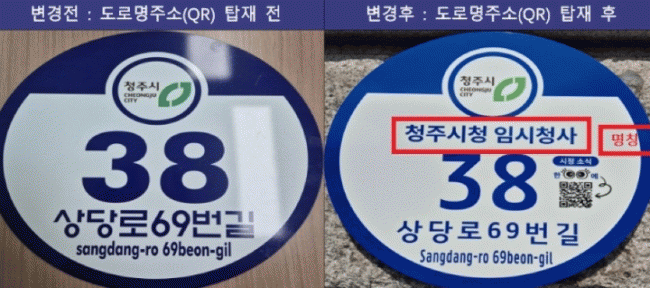 변경전 : 도로명주소(QR) 탑재 전
청주시
CHEONGJU
CITY
38
상당로69번길
sangdang-ro 69beon-gil
변경후 : 도로명주소(QR) 탑재 후
청주시
CHEONGJU
CITY
청주시청 임시청사
명칭
38
시정 소식
한
에
상당로69번길
Sangdang-ro 69beon-gil